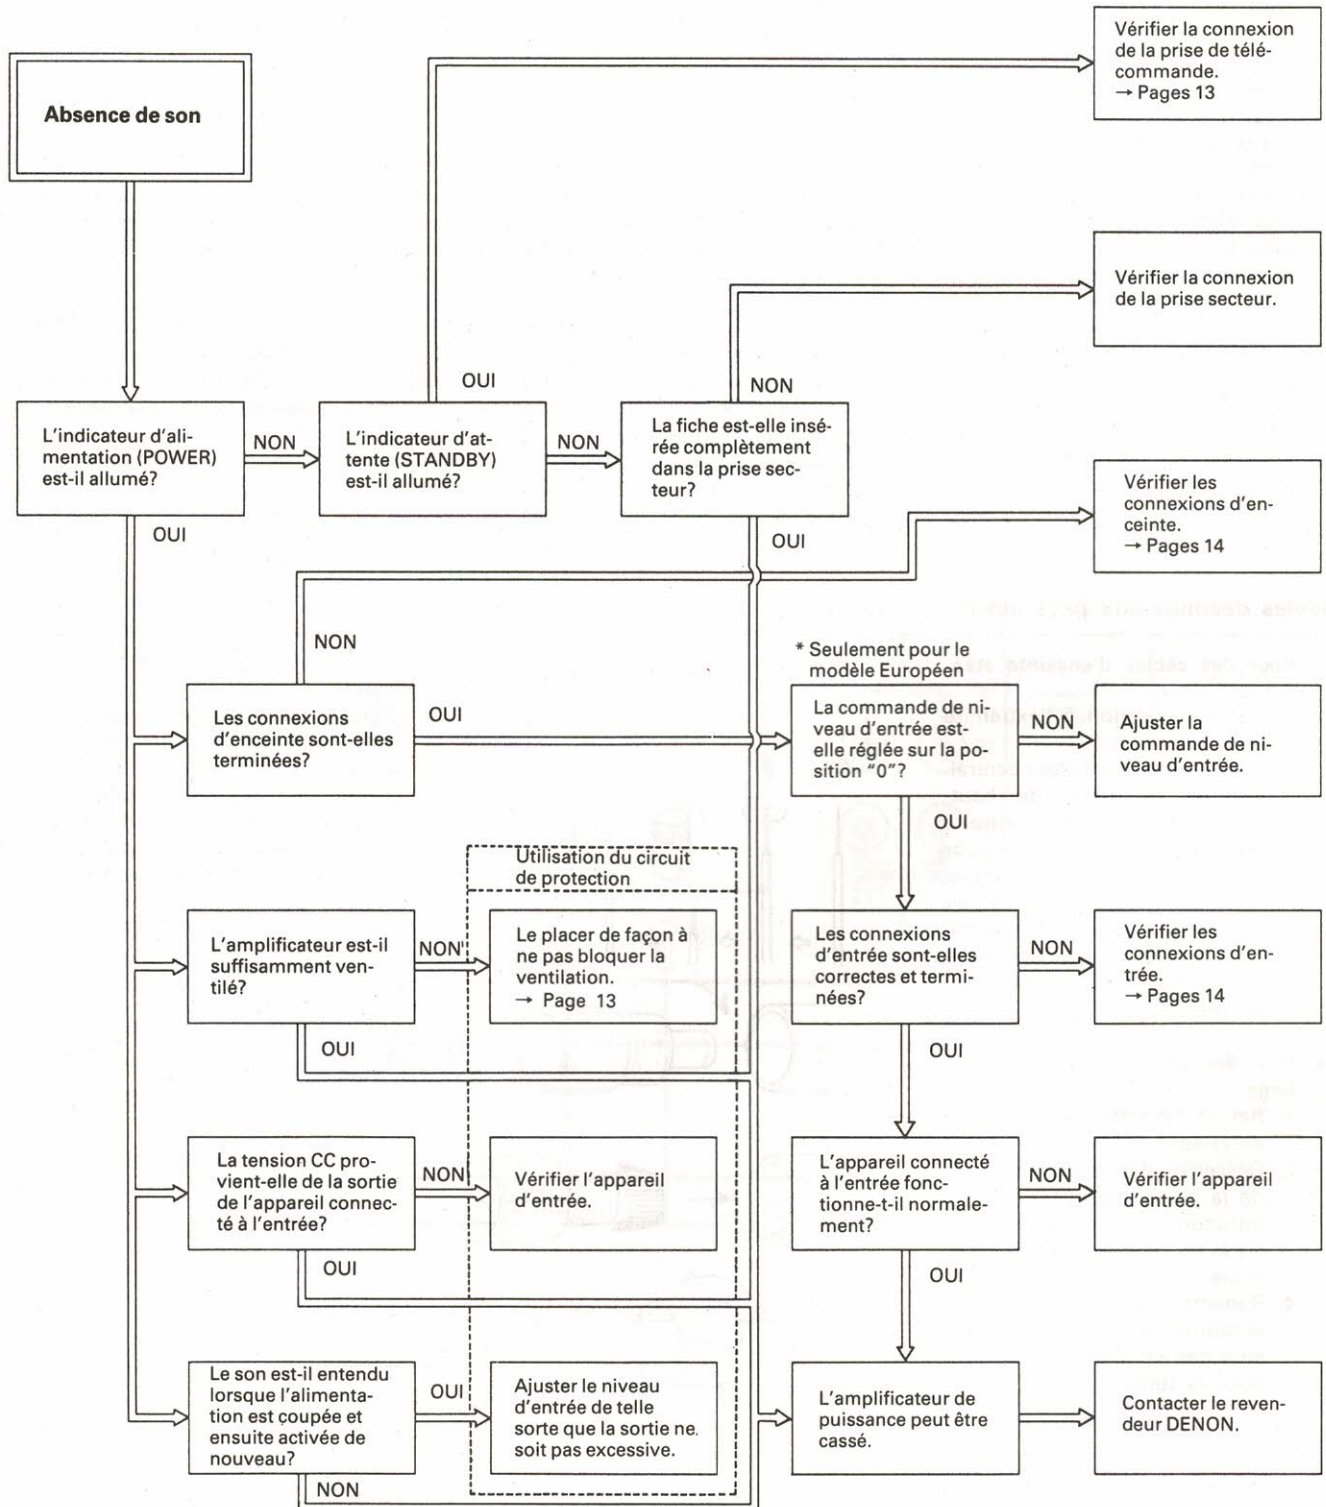 Absence de son
Vérifier la connexion
de la prise de télé-
commande.
→ Pages 13
Vérifier la connexion
de la prise secteur.
OUI
NON
L'indicateur d'ali-
mentation (POWER)
est-il allumé?
NON
L'indicateur d'at-
tente (STANDBY)
est-il allumé?
NON
La fiche est-elle insé-
rée complètement
dans la prise sec-
teur?
Vérifier les
connexions d'en-
ceinte.
→ Pages 14
OUI
OUI
NON
* Seulement pour le
modèle Européen
Les connexions
d'enceinte sont-elles
terminées?
OUI
La commande de ni-
veau d'entrée est-
elle réglée sur la po-
sition "0"?
NON
Ajuster la
commande de ni-
veau d'entrée.
OUI
Utilisation du circuit
de protection
L'amplificateur est-il
suffisamment ven-
tilé?
NON
Le placer de façon à
ne pas bloquer la
ventilation.
→ Page 13
Les connexions
d'entrée sont-elles
correctes et termi-
nées?
NON
Vérifier les
connexions d'en-
trée.
→ Pages 14
OUI
OUI
La tension CC pro-
vient-elle de la sortie
de l'appareil connec-
té à l'entrée?
NON
Vérifier l'appareil
d'entrée.
L'appareil connecté
à l'entrée fonc-
tionne-t-il normale-
ment?
NON
Vérifier l'appareil
d'entrée.
OUI
OUI
Le son est-il entendu
lorsque l'alimenta-
tion est coupée et
ensuite activée de
nouveau?
OUI
Ajuster le niveau
d'entrée de telle
sorte que la sortie ne
soit pas excessive.
L'amplificateur de
puissance peut être
cassé.
Contacter le reven-
deur DENON.
NON